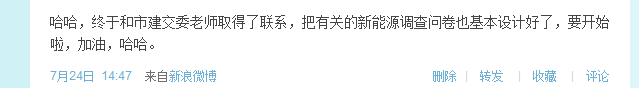 哈哈，终于和市建交委老师取得了联系，把有关的新能源调查问卷也基本设计好了，要开始
啦，加油，哈哈。
7月24日 14:47 来自新浪微博 删除 | 转发 | 收藏 | 评论